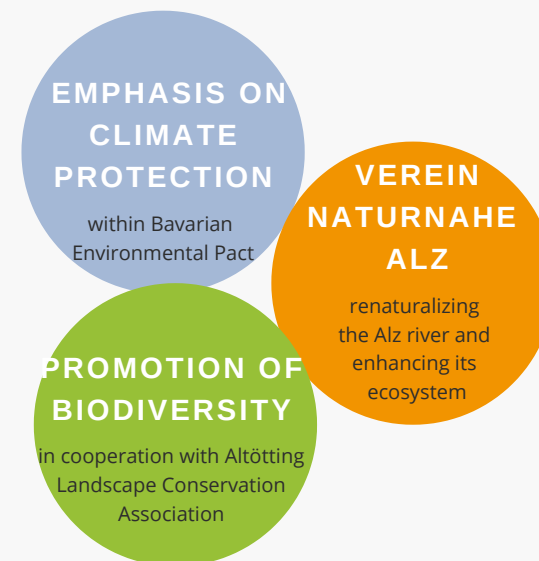 EMPHASIS ON
CLIMATE
PROTECTION
within Bavarian
Environmental Pact
VEREIN
NATURNAHE
ALZ
renaturalizing
the Alz river and
enhancing its
ecosystem
PROMOTION OF
BIODIVERSITY
in cooperation with Altötting
Landscape Conservation
Association